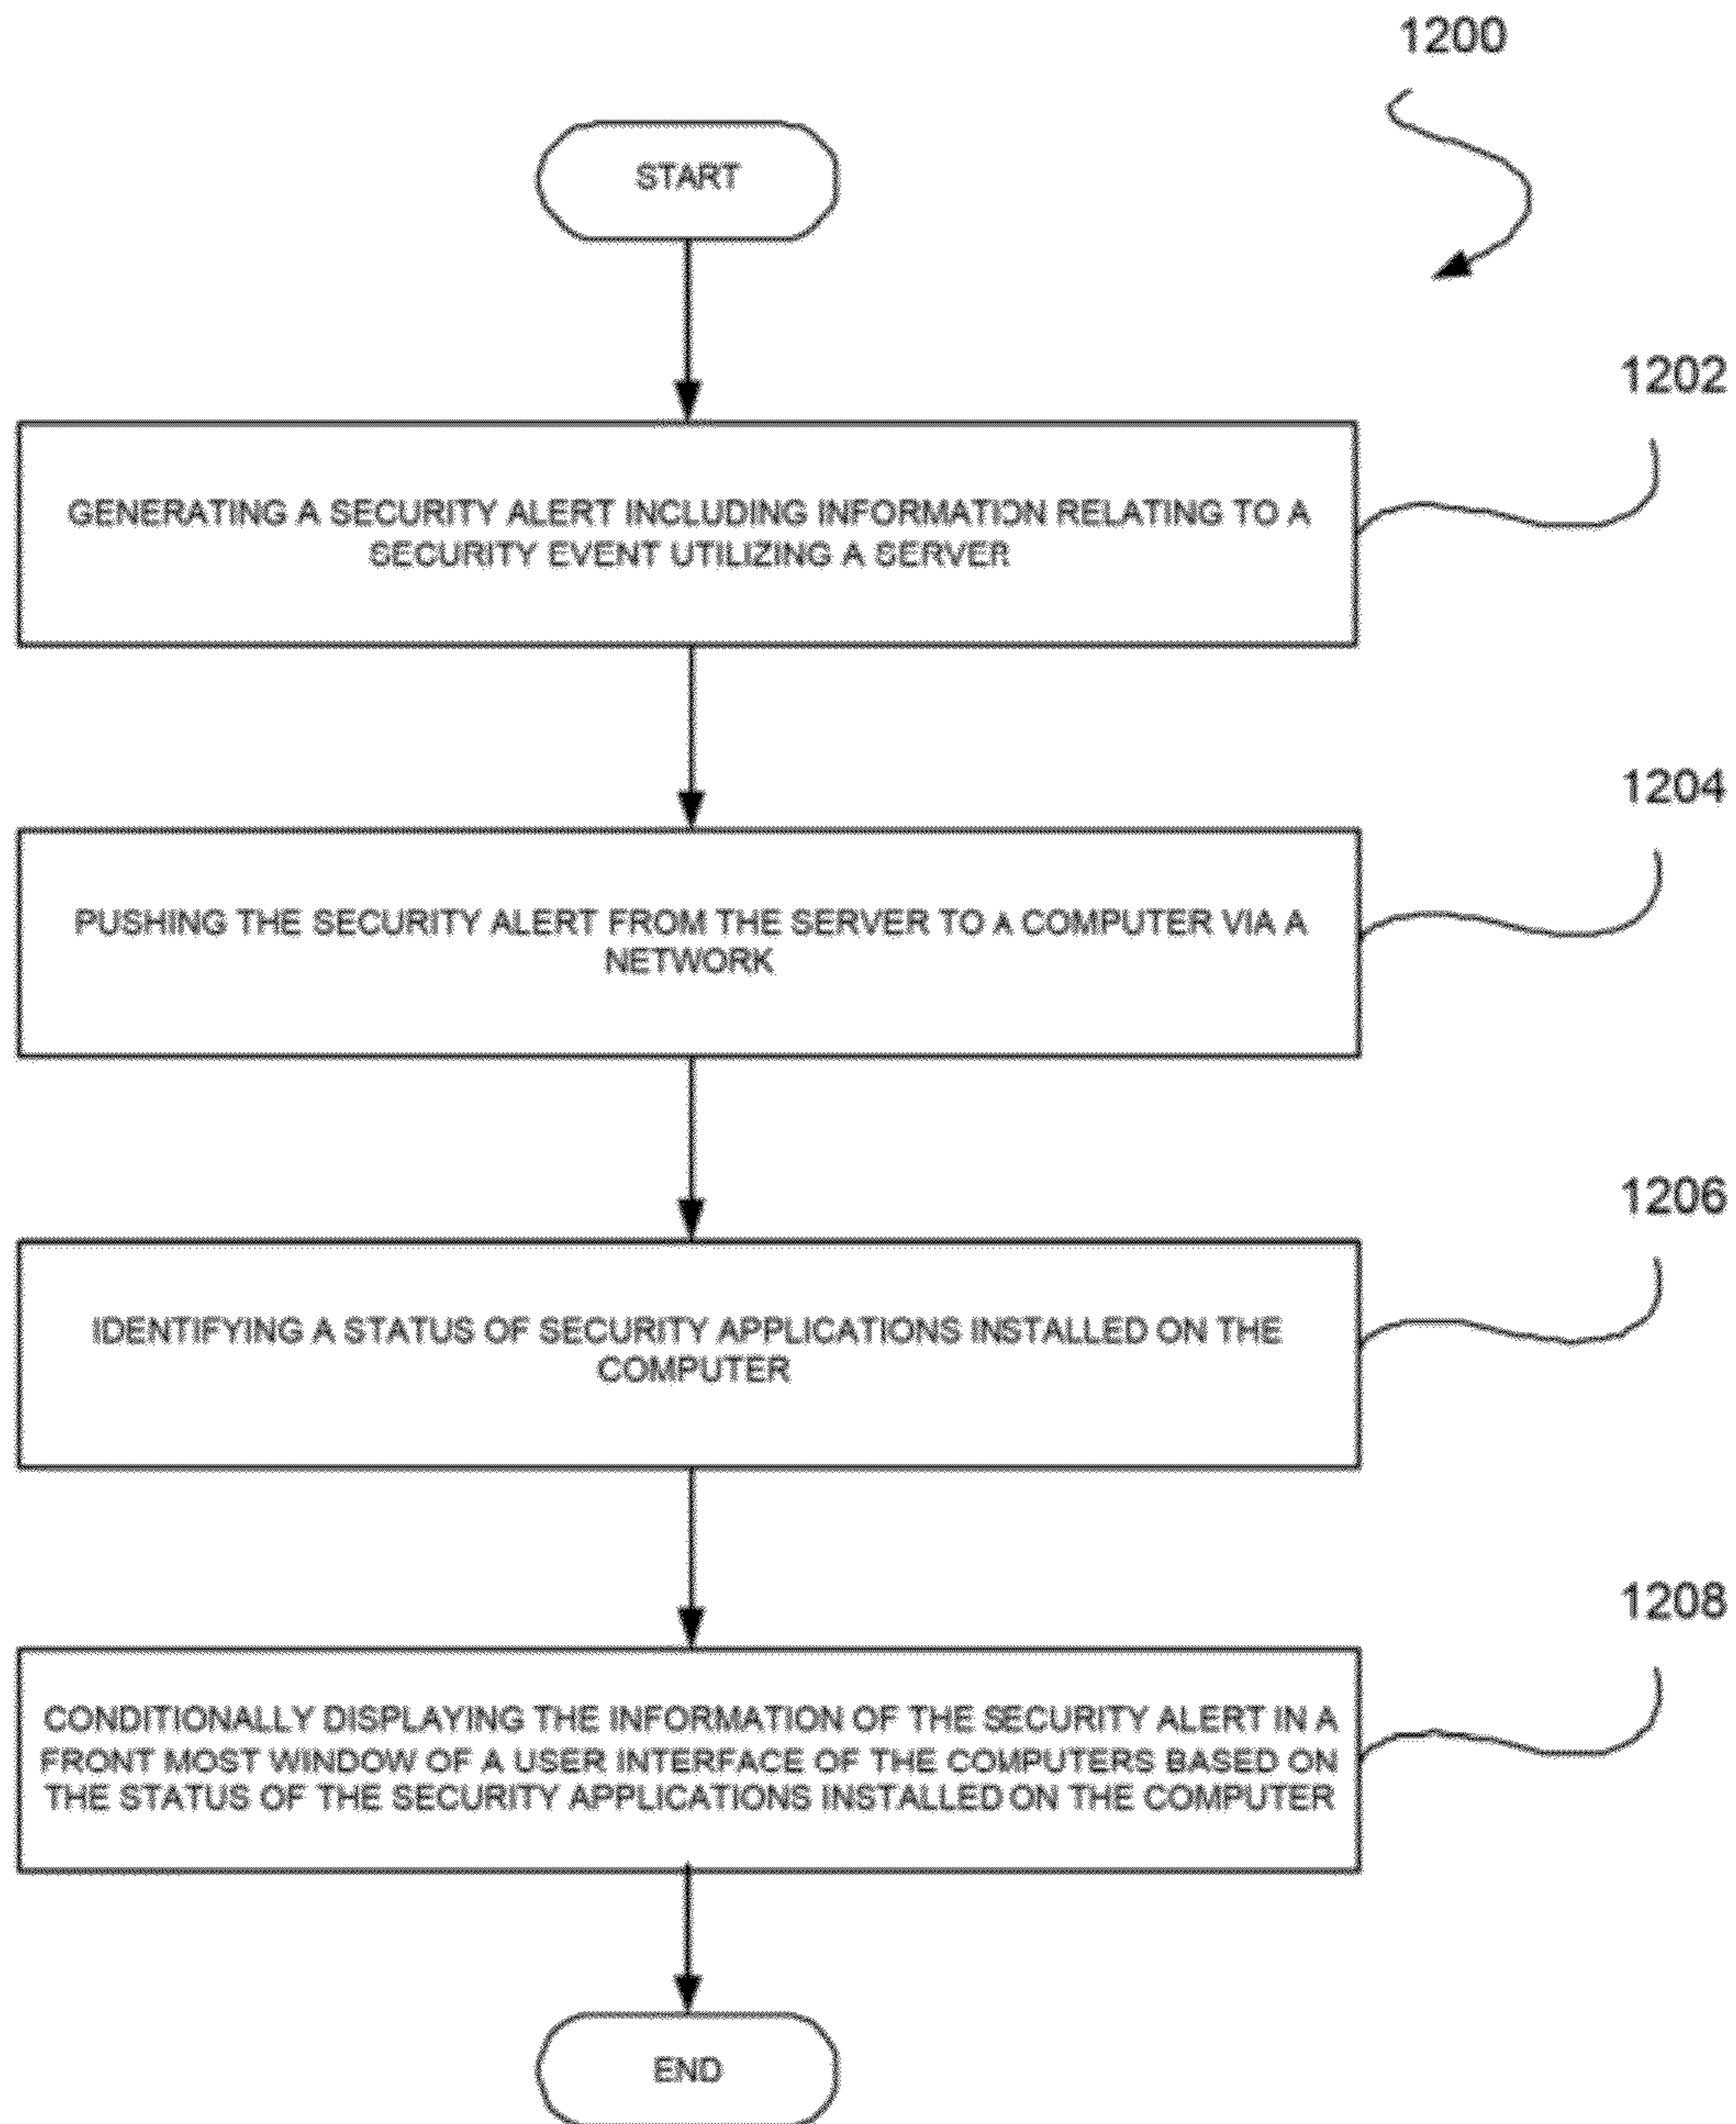 1200
START
1202
GENERATING A SECURITY ALERT INCLUDING INFORMATION RELATING TO A
SECURITY EVENT UTILIZING A SERVER
1204
PUSHING THE SECURITY ALERT FROM THE SERVER TO A COMPUTER VIA A
NETWORK
1206
IDENTIFYING A STATUS OF SECURITY APPLICATIONS INSTALLED ON THE
COMPUTER
1208
CONDITIONALLY DISPLAYING THE INFORMATION OF THE SECURITY ALERT IN A
FRONT MOST WINDOW OF A USER INTERFACE OF THE COMPUTERS BASED ON
THE STATUS OF THE SECURITY APPLICATIONS INSTALLED ON THE COMPUTER
END